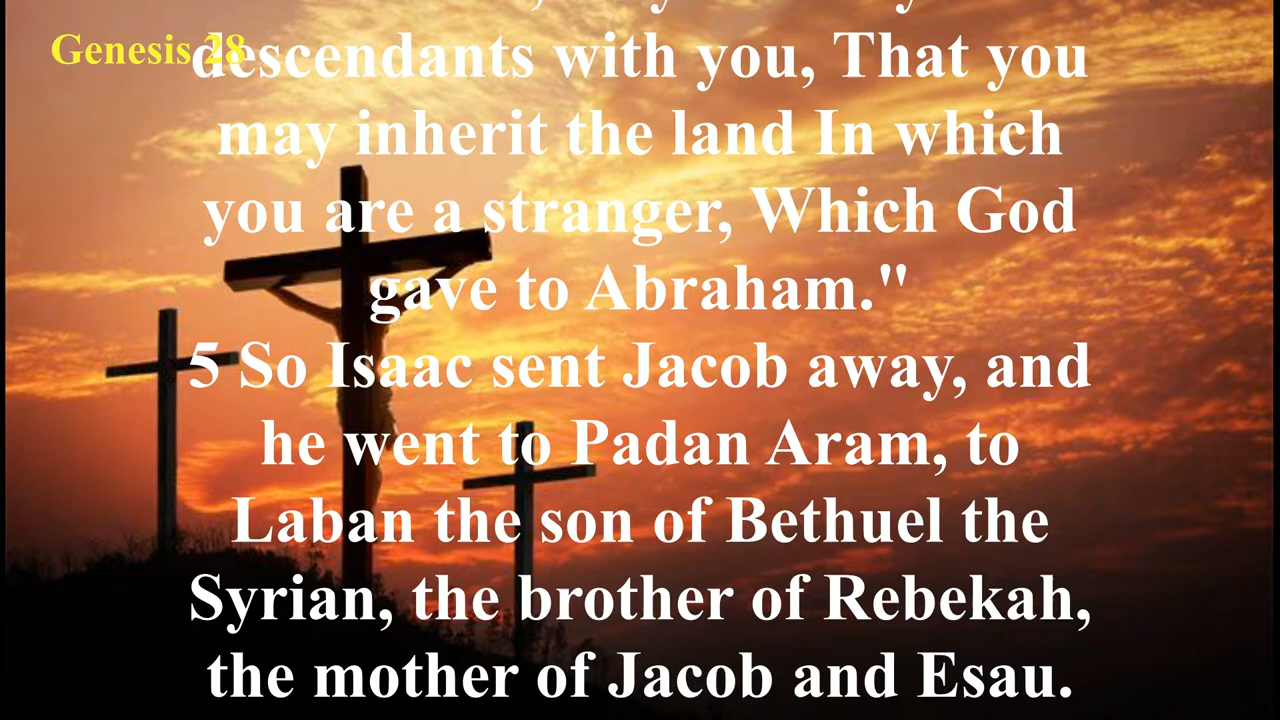 Genesis 28
descendants with you, That you
may inherit the land In which
you are a stranger, Which God
gave to Abraham."
5 So Isaac sent Jacob away, and
he went to Padan Aram, to
Laban the son of Bethuel the
Syrian, the brother of Rebekah,
the mother of Jacob and Esau.